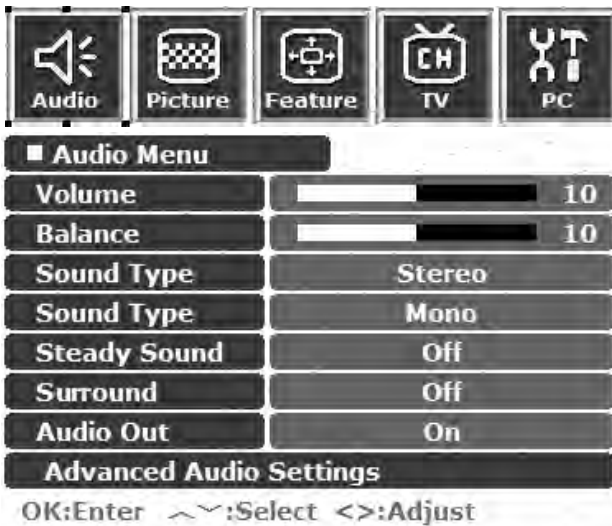 Audio Picture Feature CH TV PC
Audio Menu
Volume 10
Balance 10
Sound Type Stereo
Sound Type Mono
Steady Sound Off
Surround Off
Audio Out On
Advanced Audio Settings
OK:Enter ︿﹀:Select <>:Adjust